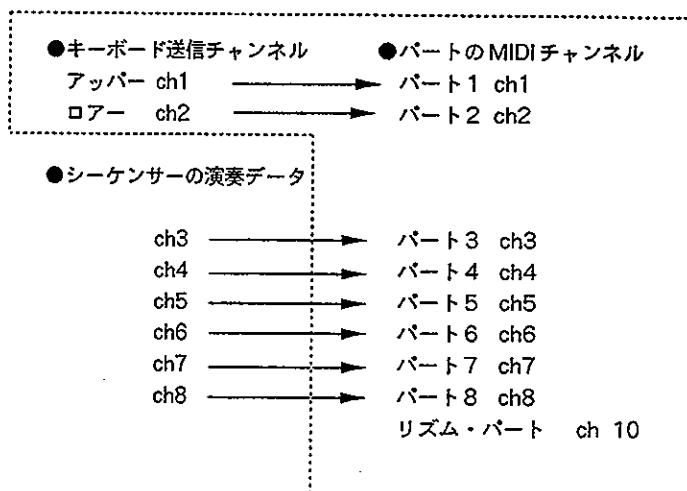 ●キーボード送信チャンネル ●パートのMIDIチャンネル
アッパー ch1 パート1 ch1
ロアー ch2 パート2 ch2
●シーケンサーの演奏データ
ch3 パート3 ch3
ch4 パート4 ch4
ch5 パート5 ch5
ch6 パート6 ch6
ch7 パート7 ch7
ch8 パート8 ch8
リズム・パート ch 10